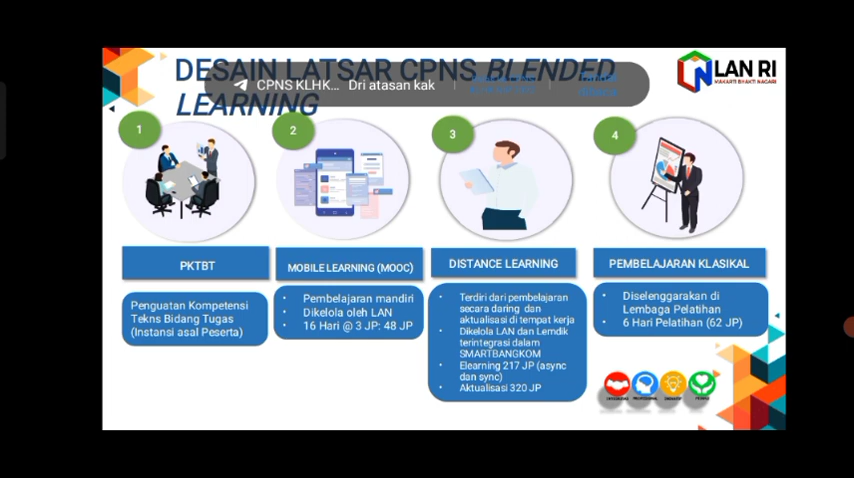 DESAIN LATSAR CPNS BLENDED
LEARNING
CPNS KLHK... Dri atasan kak
LAN RI
MAKARTI BHAKTI NAGARI
1
2
3
4
PKTBT
Penguatan Kompetensi
Tekns Bidang Tugas
(Instansi asal Peserta)
MOBILE LEARNING (MOOC)
• Pembelajaran mandiri
• Dikelola oleh LAN
• 16 Hari @ 3 JP: 48 JP
DISTANCE LEARNING
• Terdiri dari pembelajaran
secara daring dan
aktualisasi di tempat kerja
• Dikelola LAN dan Lemdik
terintegrasi dalam
SMARTBANGKOM
• Elearning 217 JP (async
dan sync)
• Aktualisasi 320 JP
PEMBELAJARAN KLASIKAL
• Diselenggarakan di
Lembaga Pelatihan
• 6 Hari Pelatihan (62 JP)